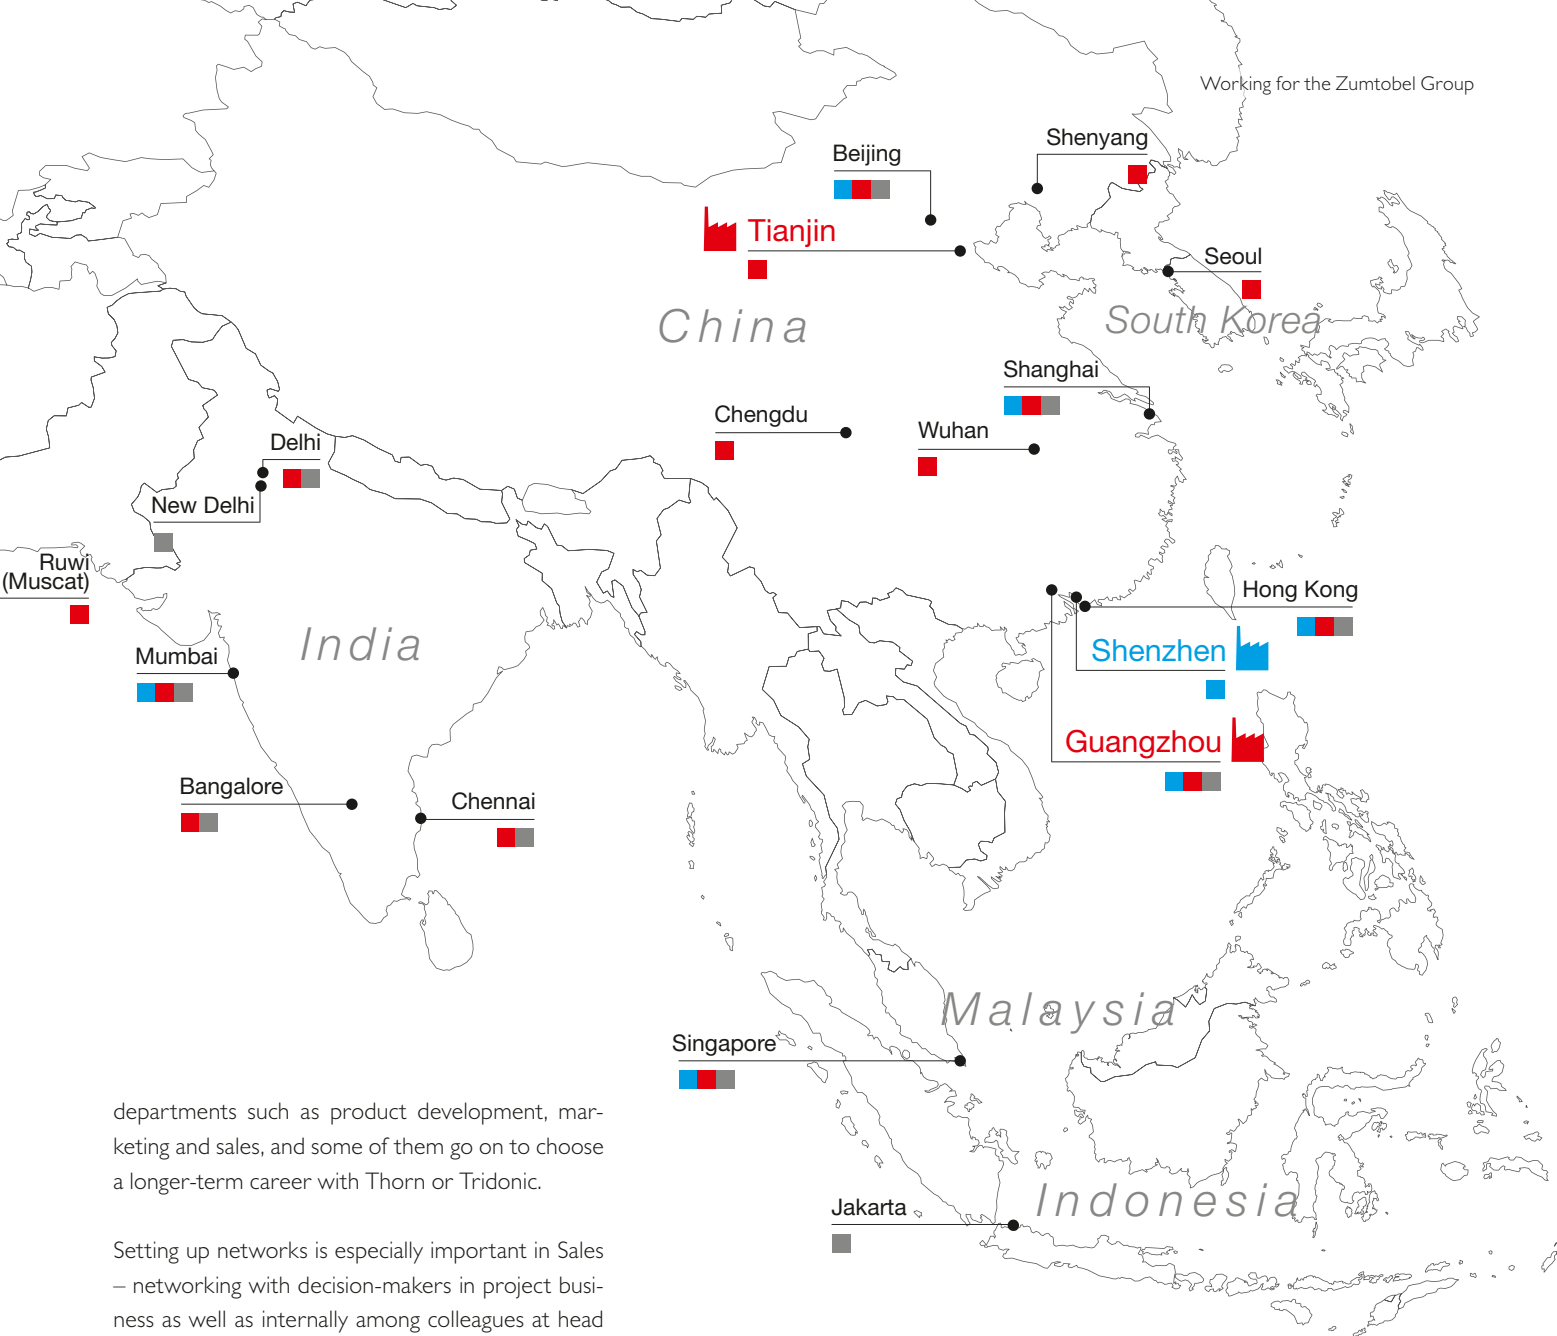 Working for the Zumtobel Group
Shenyang
Beijing
Tianjin
Seoul
China
South Korea
Shanghai
Chengdu
Wuhan
Delhi
New Delhi
Ruwi
(Muscat)
Hong Kong
India
Shenzhen
Mumbai
Guangzhou
Bangalore
Chennai
Malaysia
Singapore
departments such as product development, mar-
keting and sales, and some of them go on to choose
a longer-term career with Thorn or Tridonic.
Indonesia
Jakarta
Setting up networks is especially important in Sales
– networking with decision-makers in project busi-
ness as well as internally among colleagues at head